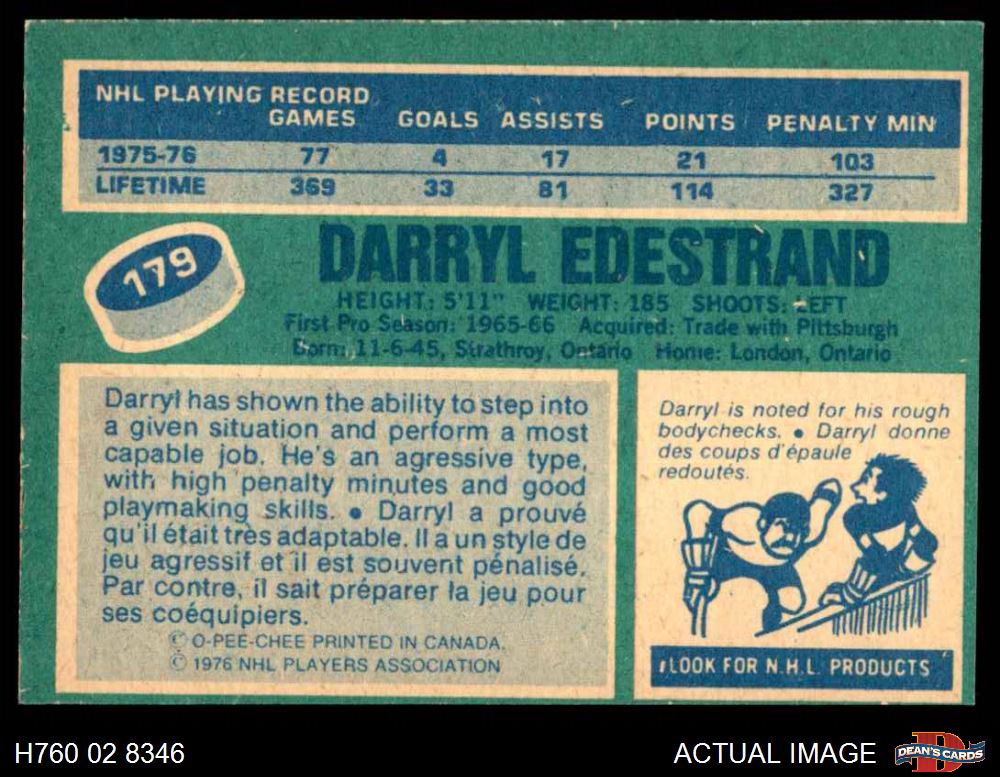 NHL PLAYING RECORD
GAMES GOALS ASSISTS POINTS PENALTY MIN
1975-76 77 4 17 21 103
LIFETIME 369 33 81 114 327
179
DARRYL EDESTRAND
HEIGHT: 5'11" WEIGHT: 185 SHOOTS: LEFT
First Pro Season: 1965-66 Acquired: Trade with Pittsburgh
Born: 11-6-45, Strathroy, Ontario Home: London, Ontario
Darryl has shown the ability to step into
a given situation and perform a most
capable job. He's an agressive type,
with high penalty minutes and good
playmaking skills. • Darryl a prouvé
qu'il était très adaptable. Il a un style de
jeu agressif et il est souvent pénalisé.
Par contre, il sait préparer la jeu pour
ses coéquipiers.
© O-PEE-CHEE PRINTED IN CANADA.
© 1976 NHL PLAYERS ASSOCIATION
Darryl is noted for his rough
bodychecks. • Darryl donne
des coups d'épaule
redoutés.
LOOK FOR N.H.L. PRODUCTS
H760 02 8346
ACTUAL IMAGE
D
DEAN'S CARDS